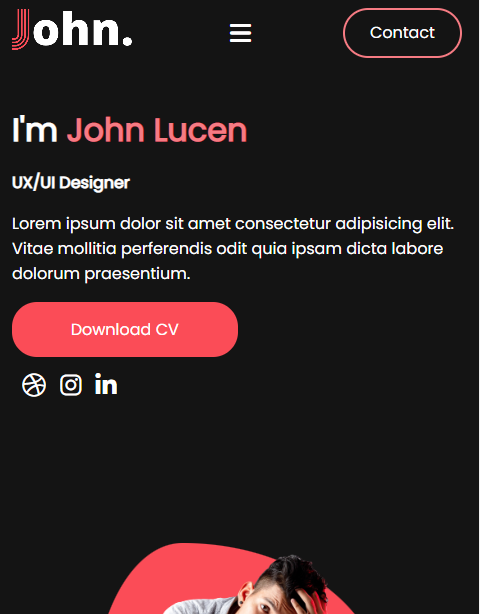 John.
Contact
I'm John Lucen
UX/UI Designer
Lorem ipsum dolor sit amet consectetur adipisicing elit.
Vitae mollitia perferendis odit quia ipsam dicta labore
dolorum praesentium.
Download CV